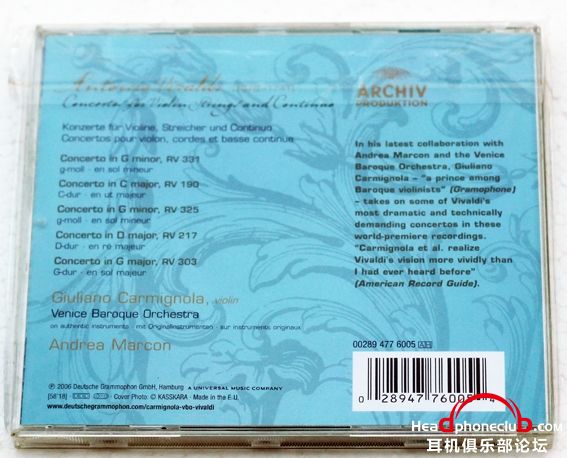 Antonio Vivaldi
Concertos for Violin, Strings and Continuo
Konzerte für Violine, Streicher und Continuo
Concertos pour violon, cordes et basse continue
Concerto in G minor, RV 331
g-moll · en sol mineur
Concerto in C major, RV 190
C-dur · en ut majeur
Concerto in G minor, RV 325
g-moll · en sol mineur
Concerto in D major, RV 217
D-dur · en ré majeur
Concerto in G major, RV 303
G-dur · en sol majeur
Giuliano Carmignola, violin
Venice Baroque Orchestra
on authentic instruments · mit Originalinstrumenten · sur instruments originaux
Andrea Marcon
℗ 2006 Deutsche Grammophon GmbH, Hamburg A UNIVERSAL MUSIC COMPANY
[58'18] Cover Photo: © KASSKARA · Made in the E.U.
www.deutschegrammophon.com/carmignola-vbo-vivaldi
ARCHIV
PRODUKTION
In his latest collaboration with
Andrea Marcon and the Venice
Baroque Orchestra, Giuliano
Carmignola – "a prince among
Baroque violinists" (Gramophone)
– takes on some of Vivaldi's
most dramatic and technically
demanding concertos in these
world-premiere recordings.
"Carmignola et al. realize
Vivaldi's vision more vividly than
I had ever heard before"
(American Record Guide).
00289 477 6005 AH
0 28947 76005 4
Headphoneclub.com
耳机俱乐部论坛